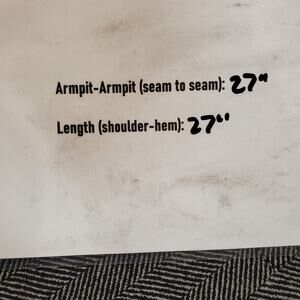 Armpit-Armpit (seam to seam): 27"
Length (shoulder-hem): 27"